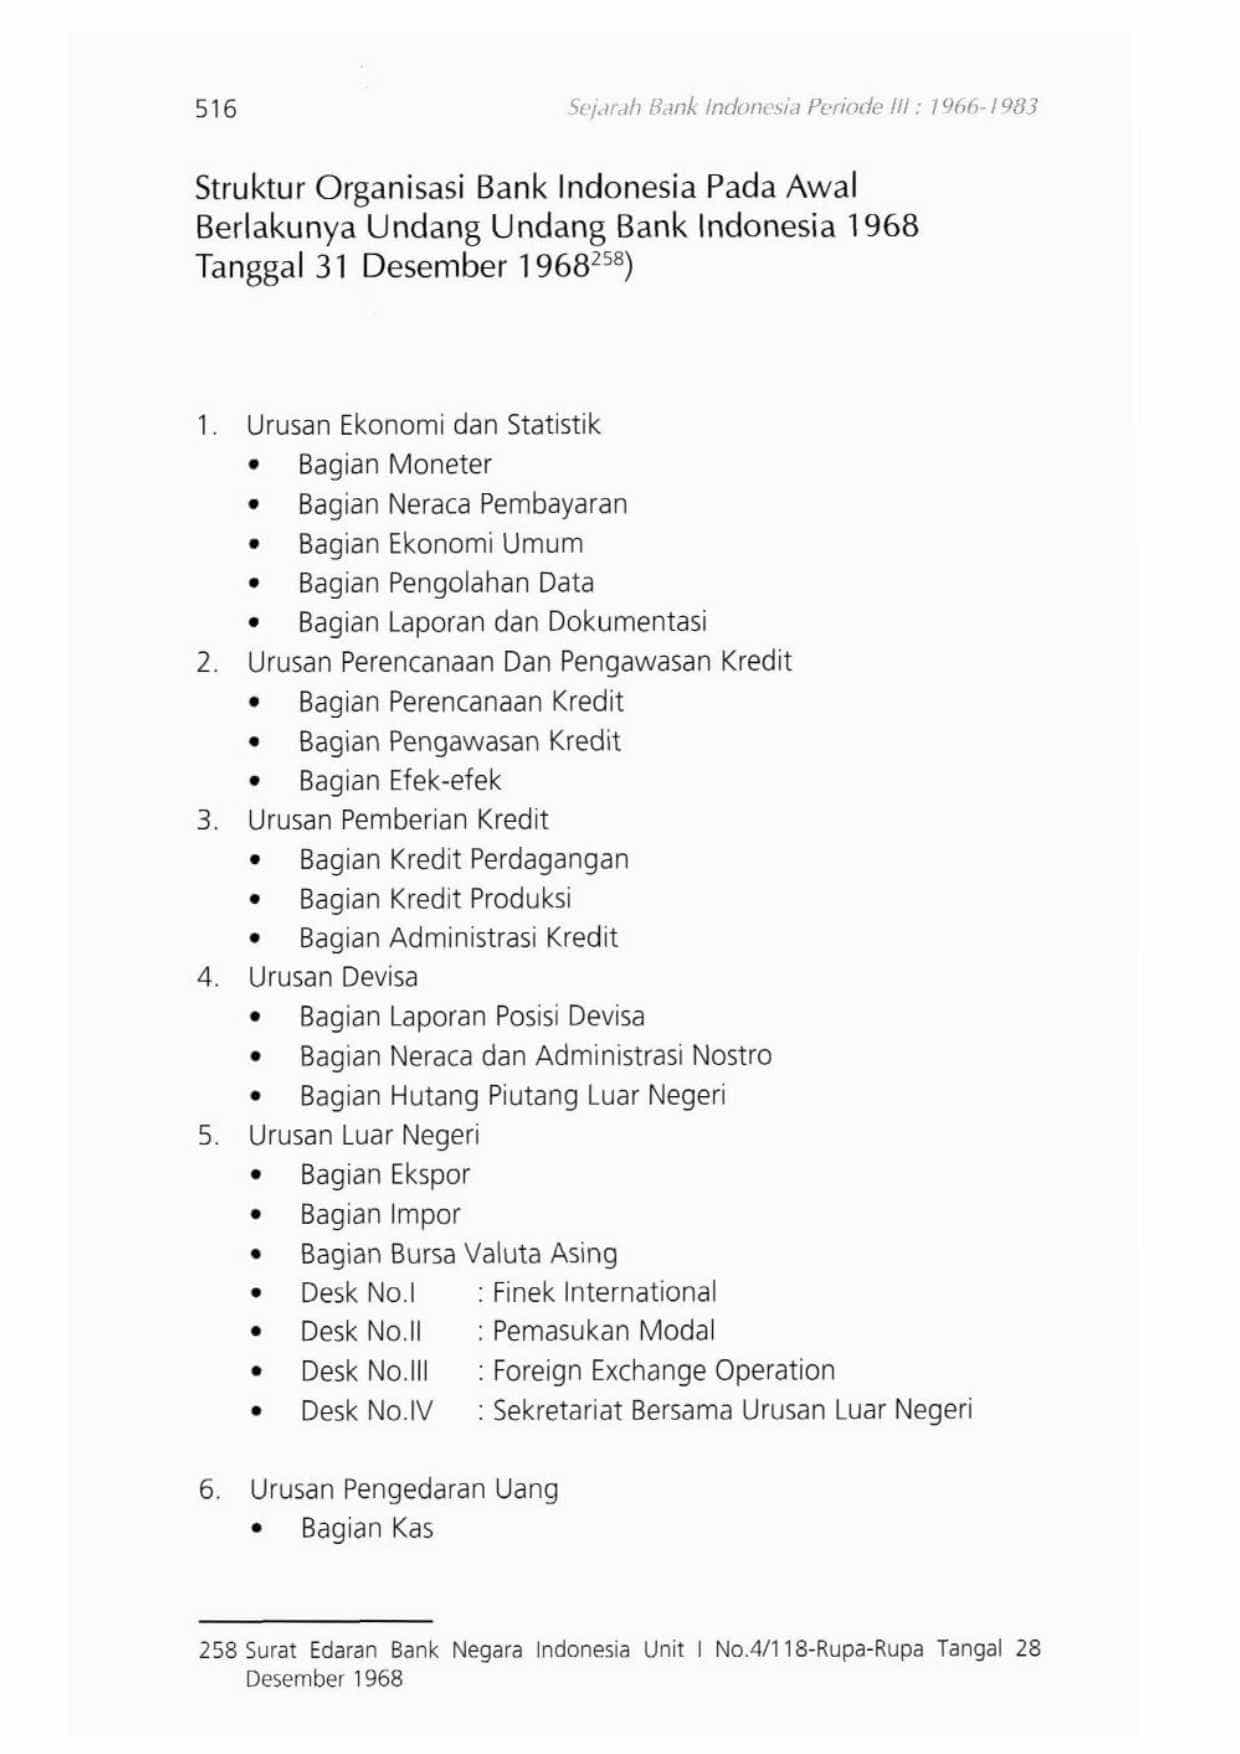 516
Sejarah Bank Indonesia Periode III : 1966-1983
Struktur Organisasi Bank Indonesia Pada Awal
Berlakunya Undang Undang Bank Indonesia 1968
Tanggal 31 Desember 1968258)
1. Urusan Ekonomi dan Statistik
• Bagian Moneter
• Bagian Neraca Pembayaran
• Bagian Ekonomi Umum
• Bagian Pengolahan Data
• Bagian Laporan dan Dokumentasi
2. Urusan Perencanaan Dan Pengawasan Kredit
• Bagian Perencanaan Kredit
• Bagian Pengawasan Kredit
• Bagian Efek-efek
3. Urusan Pemberian Kredit
• Bagian Kredit Perdagangan
• Bagian Kredit Produksi
• Bagian Administrasi Kredit
4. Urusan Devisa
• Bagian Laporan Posisi Devisa
• Bagian Neraca dan Administrasi Nostro
• Bagian Hutang Piutang Luar Negeri
5. Urusan Luar Negeri
• Bagian Ekspor
• Bagian Impor
• Bagian Bursa Valuta Asing
• Desk No.I : Finek International
• Desk No.II : Pemasukan Modal
• Desk No.III : Foreign Exchange Operation
• Desk No.IV : Sekretariat Bersama Urusan Luar Negeri
6. Urusan Pengedaran Uang
• Bagian Kas
258 Surat Edaran Bank Negara Indonesia Unit I No.4/118-Rupa-Rupa Tangal 28
Desember 1968